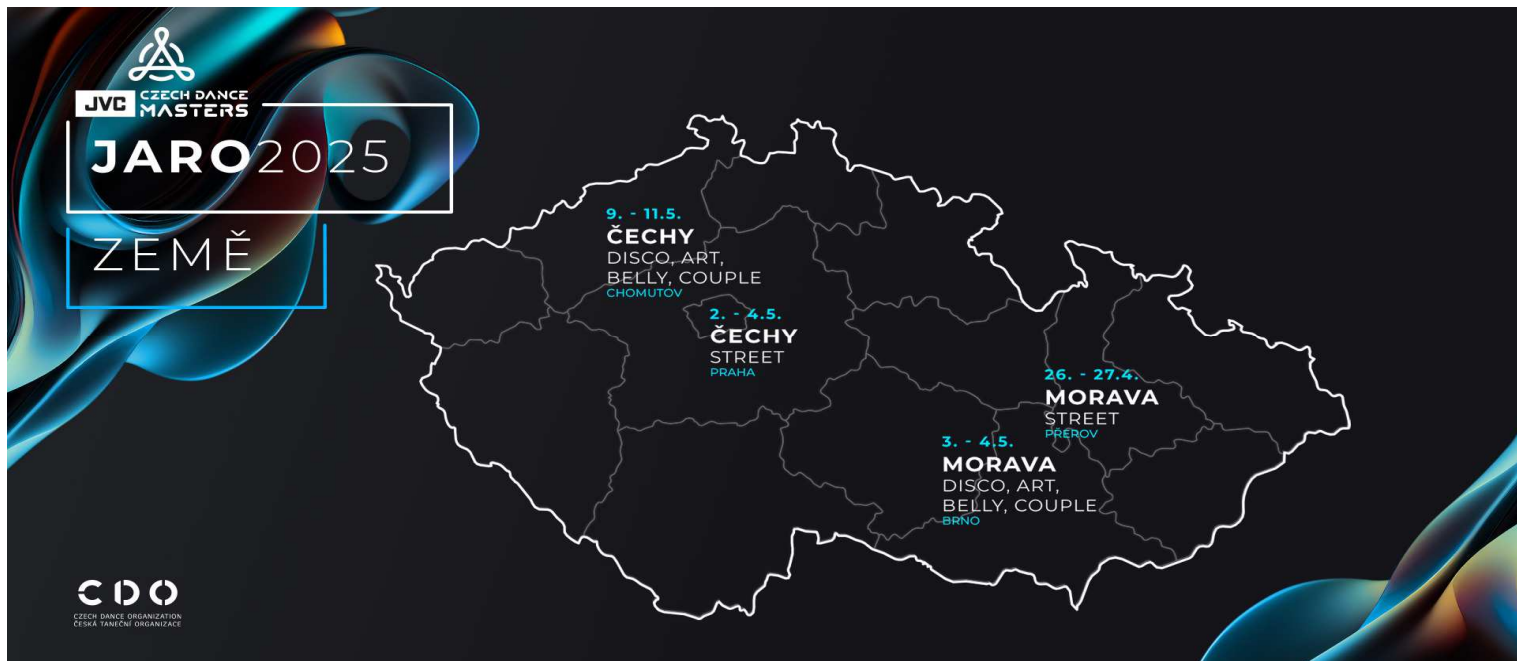 JVC CZECH DANCE
MASTERS
JARO2025
ZEMĚ
9. - 11.5.
ČECHY
DISCO, ART,
BELLY, COUPLE
CHOMUTOV
2. - 4.5.
ČECHY
STREET
PRAHA
26. - 27.4.
MORAVA
STREET
PŘEROV
3. - 4.5.
MORAVA
DISCO, ART,
BELLY, COUPLE
BRNO
CDO
CZECH DANCE ORGANIZATION
ČESKÁ TANEČNÍ ORGANIZACE